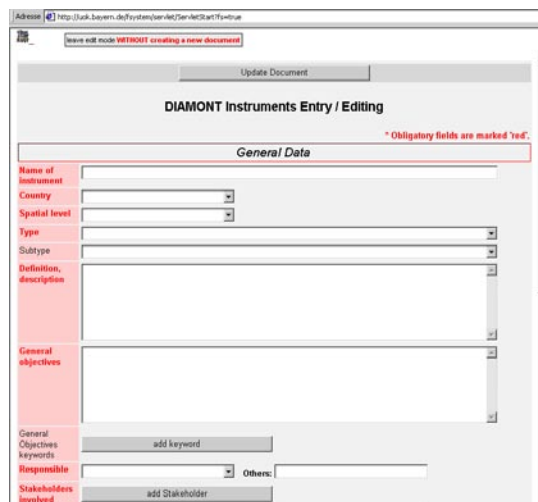 Adresse http://luok.bayern.de/fsystem/servlet/ServletStart?fs=true
leave edit mode WITHOUT creating a new document
Update Document
DIAMONT Instruments Entry / Editing
* Obligatory fields are marked 'red'.
General Data
Name of
instrument
Country
Spatial level
Type
Subtype
Definition,
description
General
objectives
General
Objectives
keywords
add keyword
Responsible
Others:
Stakeholders
involved
add Stakeholder